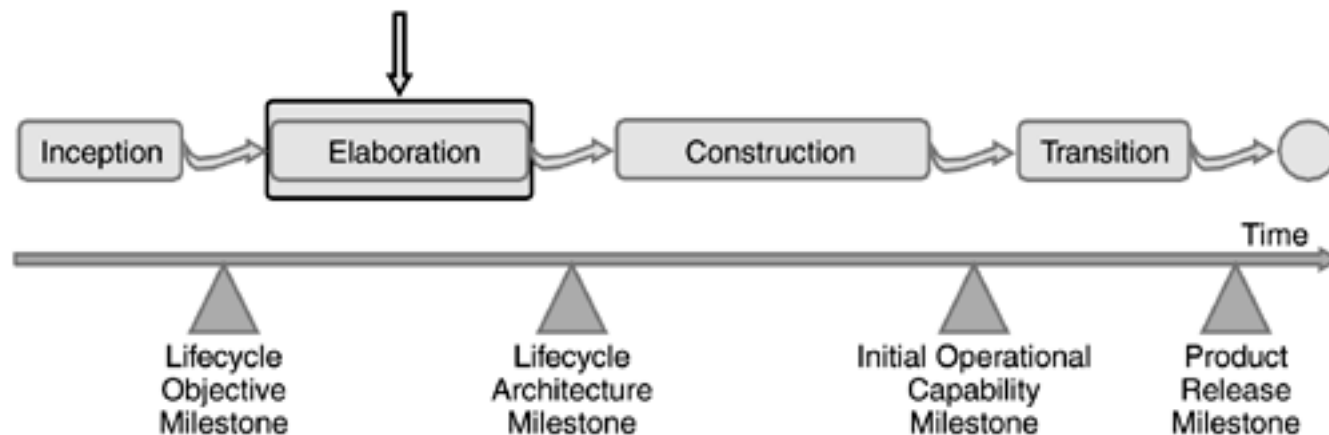 Inception
Elaboration
Construction
Transition
Time
Lifecycle
Objective
Milestone
Lifecycle
Architecture
Milestone
Initial Operational
Capability
Milestone
Product
Release
Milestone